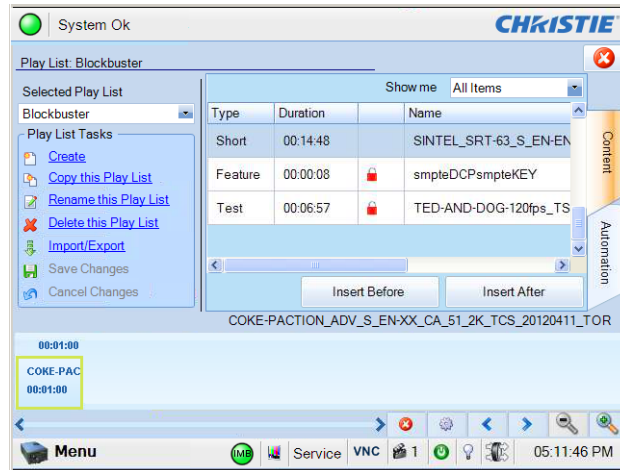 System Ok
CHRISTIE
Play List: Blockbuster
Selected Play List
Blockbuster
Play List Tasks
Create
Copy this Play List
Rename this Play List
Delete this Play List
Import/Export
Save Changes
Cancel Changes
Show me All Items
Type Duration Name
Short 00:14:48 SINTEL_SRT-63_S_EN-EN
Feature 00:00:08 smpteDCPsmpteKEY
Test 00:06:57 TED-AND-DOG-120fps_TS
Insert Before Insert After
Content
Automation
COKE-PACTION_ADV_S_EN-XX_CA_51_2K_TCS_20120411_TOR
00:01:00
COKE-PAC
00:01:00
Menu IMB Service VNC 1 05:11:46 PM